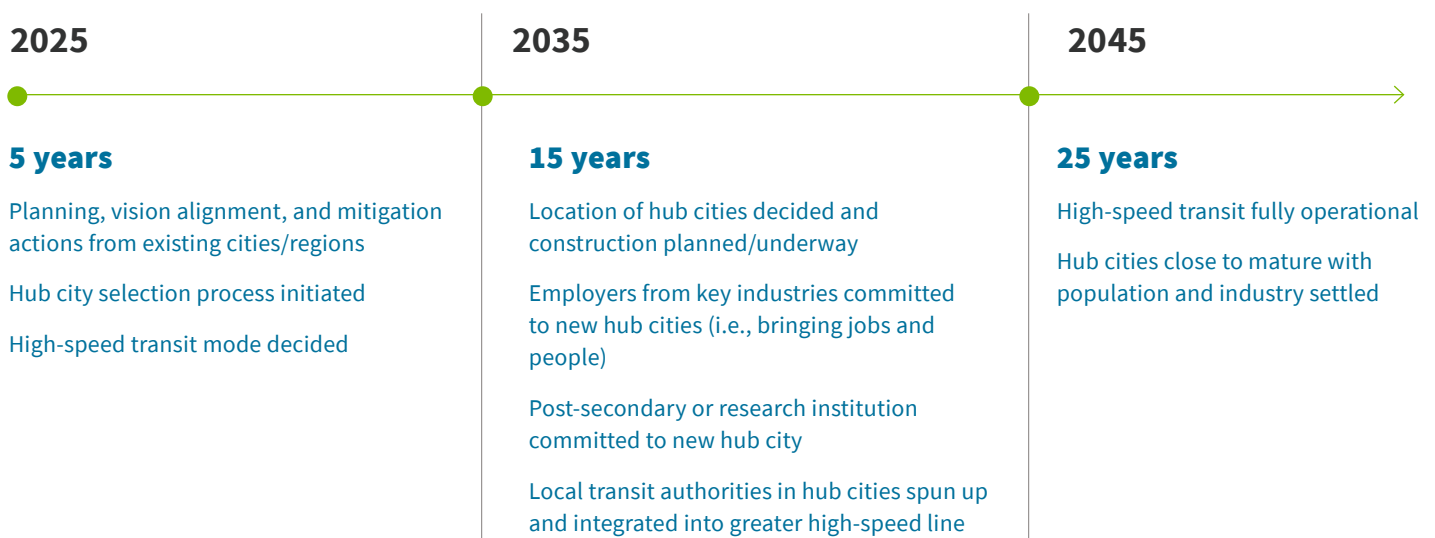 2025
5 years
Planning, vision alignment, and mitigation
actions from existing cities/regions
Hub city selection process initiated
High-speed transit mode decided
2035
15 years
Location of hub cities decided and
construction planned/underway
Employers from key industries committed
to new hub cities (i.e., bringing jobs and
people)
Post-secondary or research institution
committed to new hub city
Local transit authorities in hub cities spun up
and integrated into greater high-speed line
2045
25 years
High-speed transit fully operational
Hub cities close to mature with
population and industry settled